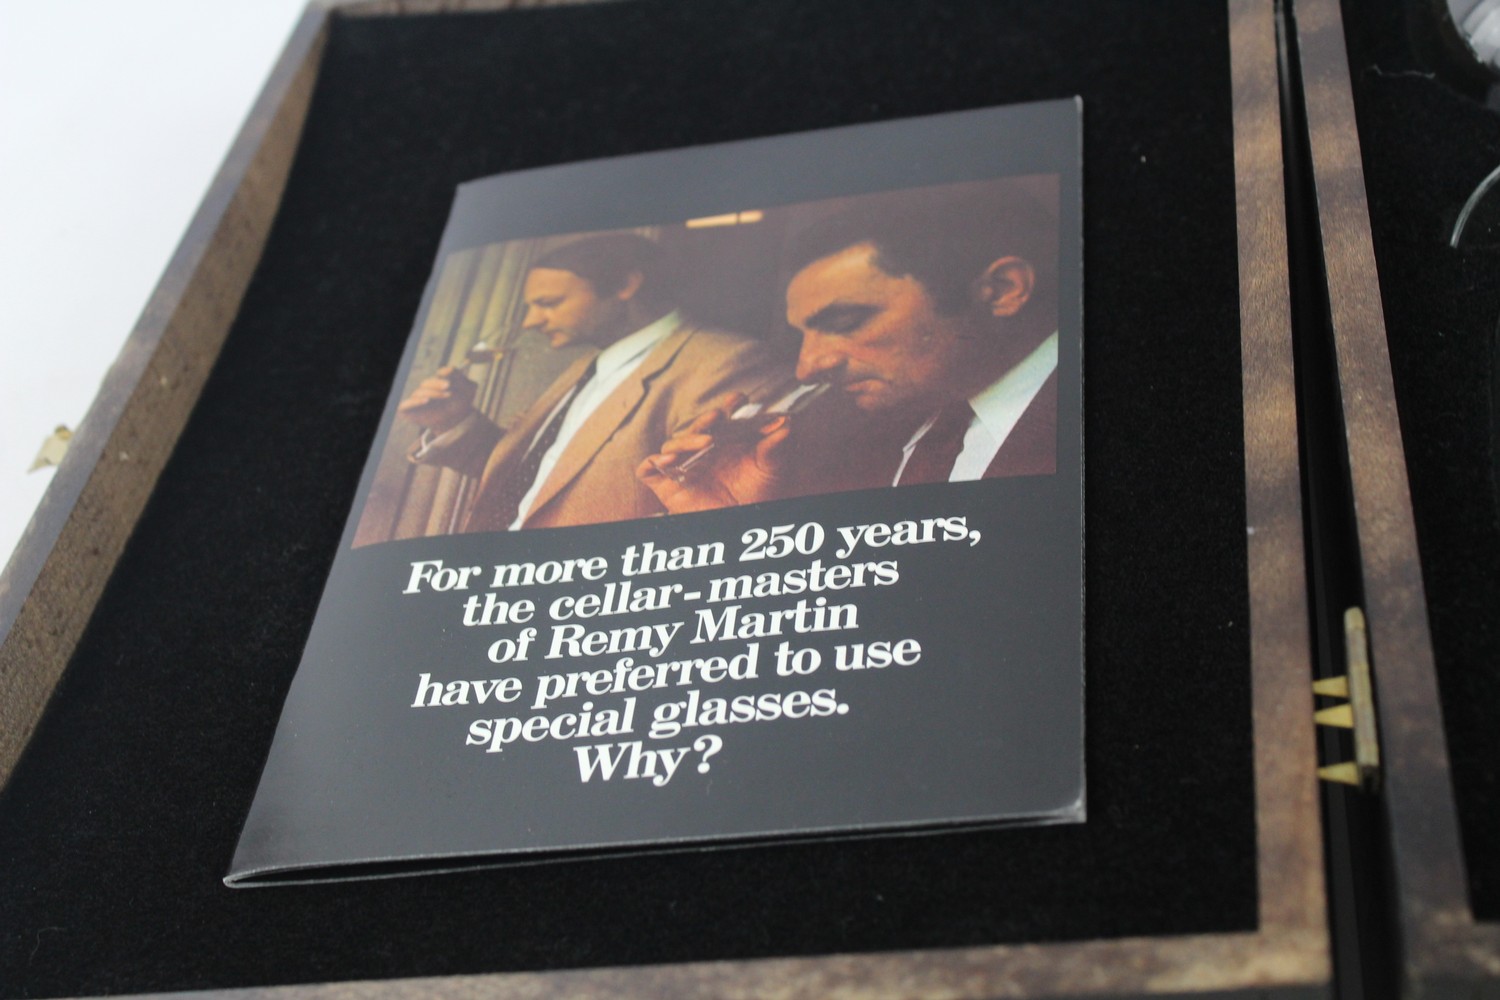 For more than 250 years,
the cellar-masters
of Remy Martin
have preferred to use
special glasses.
Why?